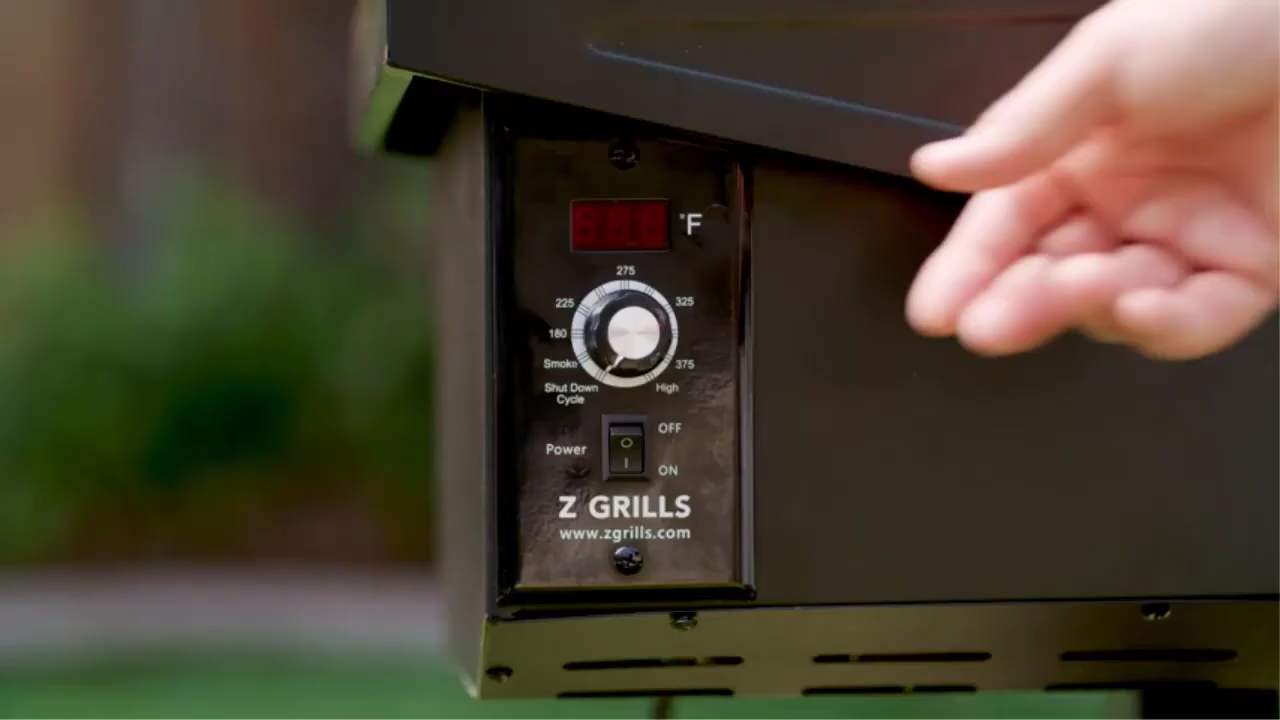 °F
275
225
325
180
Smoke
375
Shut Down
Cycle
High
OFF
Power
ON
Z GRILLS
www.zgrills.com